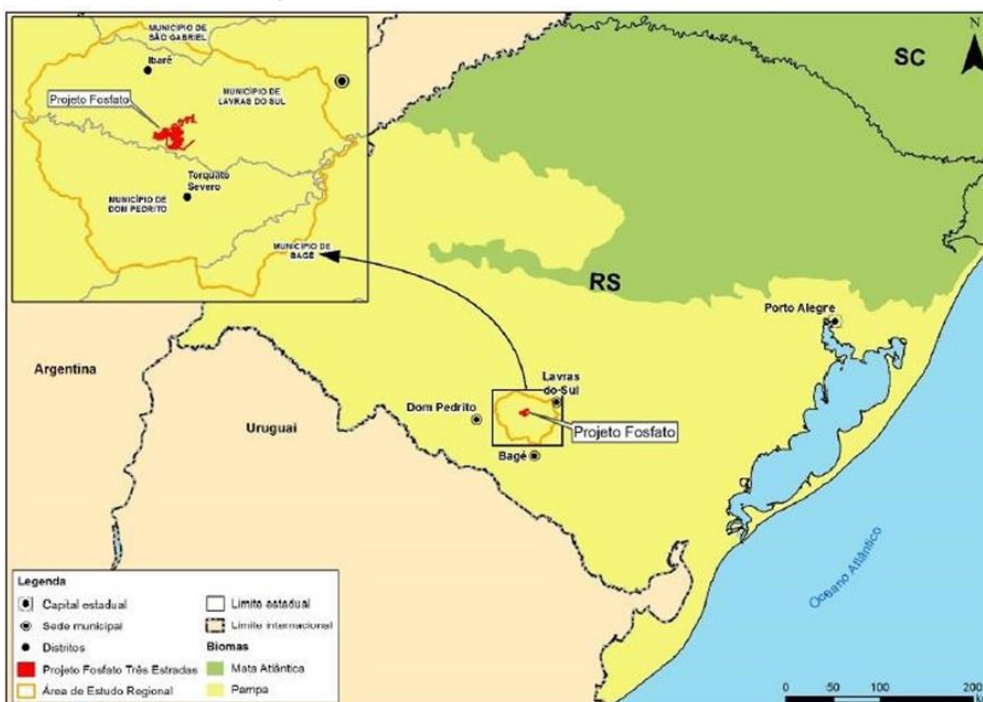 MUNICÍPIO DE
SÃO GABRIEL
Ibaré
MUNICÍPIO DE
LAVRAS DO SUL
Projeto Fosfato
Torquato
Severo
MUNICÍPIO DE
DOM PEDRITO
MUNICÍPIO DE
BAGÉ
N
SC
RS
Porto Alegre
Argentina
Uruguai
Lavras
do Sul
Dom Pedrito
Projeto Fosfato
Bagé
Oceano Atlântico
Legenda
Capital estadual
Sede municipal
Distritos
Projeto Fosfato Três Estradas
Área de Estudo Regional
Limite estadual
Limite internacional
Biomas
Mata Atlântica
Pampa
0 50 100 200